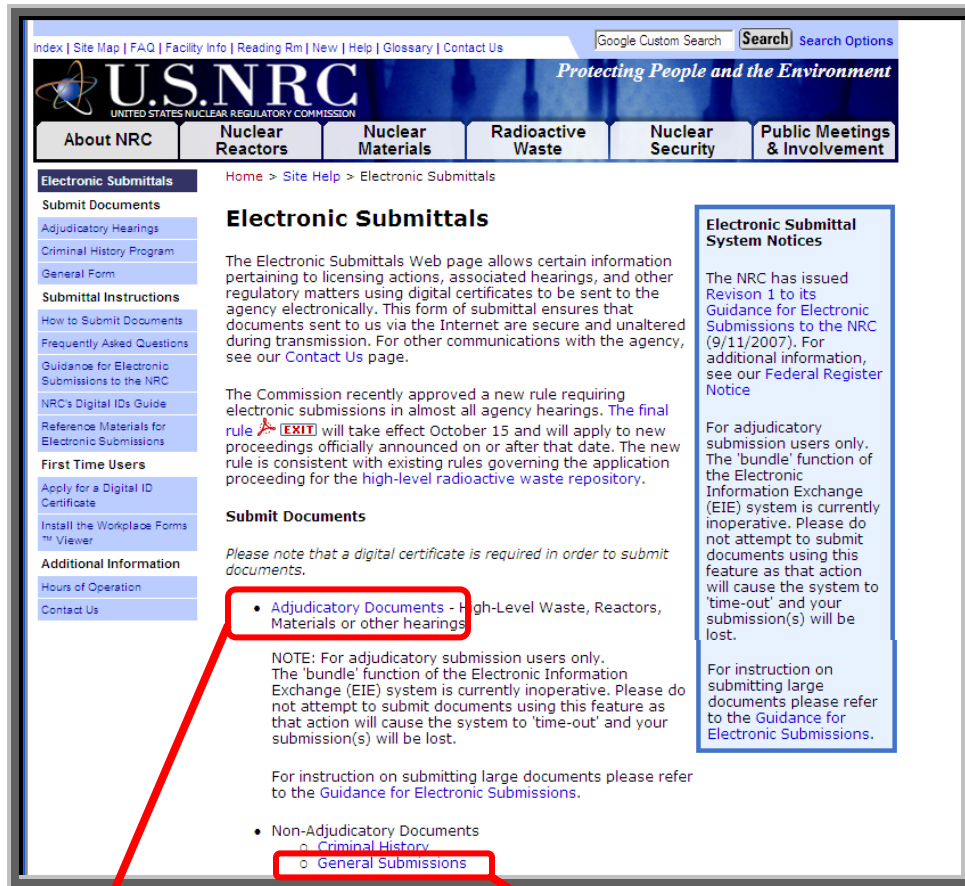 Index | Site Map | FAQ | Facility Info | Reading Rm | New | Help | Glossary | Contact Us
Google Custom Search Search Search Options
U.S.NRC
UNITED STATES NUCLEAR REGULATORY COMMISSION
Protecting People and the Environment
About NRC
Nuclear
Reactors
Nuclear
Materials
Radioactive
Waste
Nuclear
Security
Public Meetings
& Involvement
Electronic Submittals
Submit Documents
Adjudicatory Hearings
Criminal History Program
General Form
Submittal Instructions
How to Submit Documents
Frequently Asked Questions
Guidance for Electronic
Submissions to the NRC
NRC's Digital IDs Guide
Reference Materials for
Electronic Submissions
First Time Users
Apply for a Digital ID
Certificate
Install the Workplace Forms
™ Viewer
Additional Information
Hours of Operation
Contact Us
Home > Site Help > Electronic Submittals
Electronic Submittals
The Electronic Submittals Web page allows certain information
pertaining to licensing actions, associated hearings, and other
regulatory matters using digital certificates to be sent to the
agency electronically. This form of submittal ensures that
documents sent to us via the Internet are secure and unaltered
during transmission. For other communications with the agency,
see our Contact Us page.
The Commission recently approved a new rule requiring
electronic submissions in almost all agency hearings. The final
rule EXIT will take effect October 15 and will apply to new
proceedings officially announced on or after that date. The new
rule is consistent with existing rules governing the application
proceeding for the high-level radioactive waste repository.
Submit Documents
Please note that a digital certificate is required in order to submit
documents.
• Adjudicatory Documents - High-Level Waste, Reactors,
Materials or other hearings
NOTE: For adjudicatory submission users only.
The 'bundle' function of the Electronic Information
Exchange (EIE) system is currently inoperative. Please do
not attempt to submit documents using this feature as
that action will cause the system to 'time-out' and your
submission(s) will be lost.
For instruction on submitting large documents please refer
to the Guidance for Electronic Submissions.
• Non-Adjudicatory Documents
○ Criminal History
○ General Submissions
Electronic Submittal
System Notices
The NRC has issued
Revison 1 to its
Guidance for Electronic
Submissions to the NRC
(9/11/2007). For
additional information,
see our Federal Register
Notice
For adjudicatory
submission users only.
The 'bundle' function of
the Electronic
Information Exchange
(EIE) system is currently
inoperative. Please do
not attempt to submit
documents using this
feature as that action
will cause the system to
'time-out' and your
submission(s) will be
lost.
For instruction on
submitting large
documents please refer
to the Guidance for
Electronic Submissions.